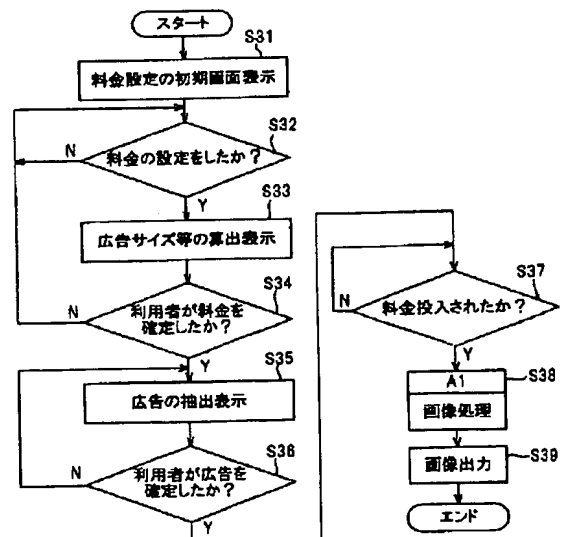 スタート
S31
料金設定の初期画面表示
S32
料金の設定をしたか?
N
Y
S33
広告サイズ等の算出表示
S34
利用者が料金を
確定したか?
N
Y
S35
広告の抽出表示
S36
利用者が広告を
確定したか?
N
Y
S37
料金投入されたか?
N
Y
A1
S38
画像処理
画像出力
S39
エンド